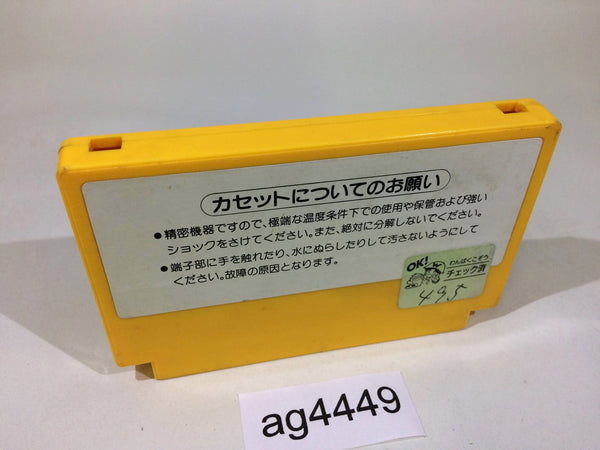 カセットについてのお願い
●精密機器ですので、極端な温度条件下での使用や保管および強い
ショックをさけてください。また、絶対に分解しないでください。
●端子部に手を触れたり、水にぬらしたりして汚さないようにして
ください。故障の原因となります。
OK!
わんぱくこぞう
チェック済
495
ag4449